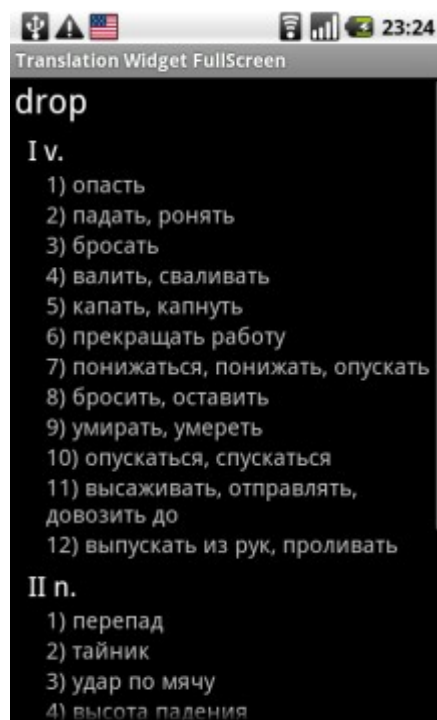 23:24
Translation Widget FullScreen
drop
I v.
1) опасть
2) падать, ронять
3) бросать
4) валить, сваливать
5) капать, капнуть
6) прекращать работу
7) понижаться, понижать, опускать
8) бросить, оставить
9) умирать, умереть
10) опускаться, спускаться
11) высаживать, отправлять,
довозить до
12) выпускать из рук, проливать
II n.
1) перепад
2) тайник
3) удар по мячу
4) высота падения